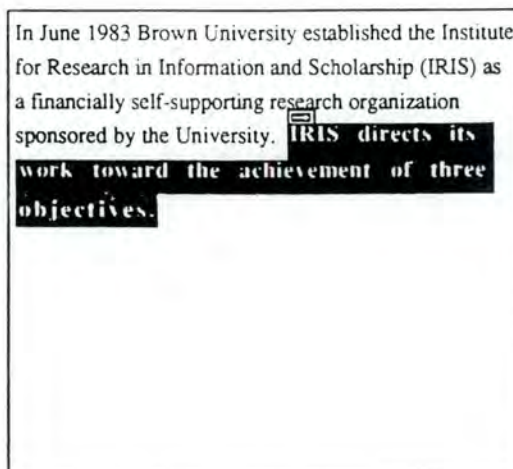 In June 1983 Brown University established the Institute
for Research in Information and Scholarship (IRIS) as
a financially self-supporting research organization
sponsored by the University. IRIS directs its
work toward the achievement of three
objectives.